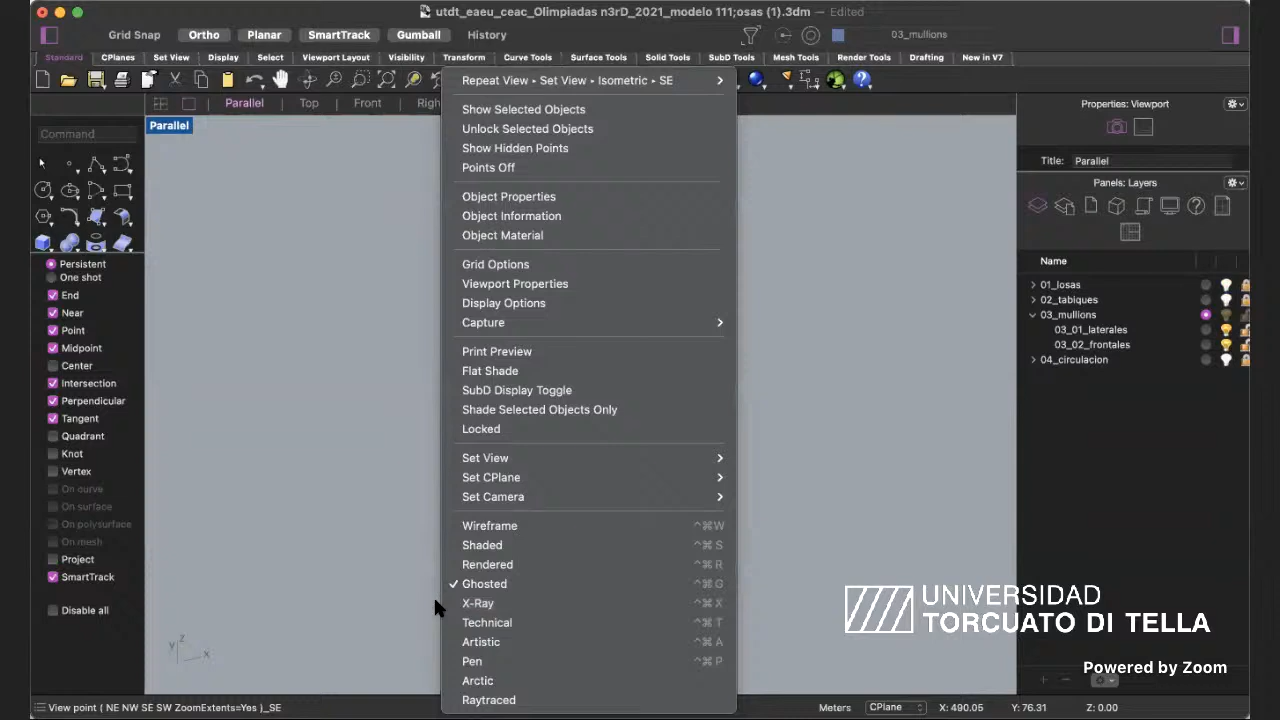 utdt_eaeu_ceac_Olimpiadas n3rD_2021_modelo 111;osas (1).3dm — Edited
Grid Snap Ortho Planar SmartTrack Gumball History 03_mullions
Standard CPlanes Set View Display Select Viewport Layout Visibility Transform Curve Tools Surface Tools Solid Tools SubD Tools Mesh Tools Render Tools Drafting New in V7
Parallel Top Front Righ
Parallel
Command
Persistent
One shot
End
Near
Point
Midpoint
Center
Intersection
Perpendicular
Tangent
Quadrant
Knot
Vertex
On curve
On surface
On polysurface
On mesh
Project
SmartTrack
Disable all
Repeat View ▸ Set View ▸ Isometric ▸ SE
Show Selected Objects
Unlock Selected Objects
Show Hidden Points
Points Off
Object Properties
Object Information
Object Material
Grid Options
Viewport Properties
Display Options
Capture
Print Preview
Flat Shade
SubD Display Toggle
Shade Selected Objects Only
Locked
Set View
Set CPlane
Set Camera
Wireframe ^⌘W
Shaded ^⌘S
Rendered ^⌘R
Ghosted ^⌘G
X-Ray ^⌘X
Technical ^⌘T
Artistic ^⌘A
Pen ^⌘P
Arctic
Raytraced
Properties: Viewport
Title: Parallel
Panels: Layers
Name
01_losas
02_tabiques
03_mullions
03_01_laterales
03_02_frontales
04_circulacion
z
y
x
UNIVERSIDAD
TORCUATO DI TELLA
Powered by Zoom
View point ( NE NW SE SW ZoomExtents=Yes )_SE
Meters CPlane X: 490.05 Y: 76.31 Z: 0.00